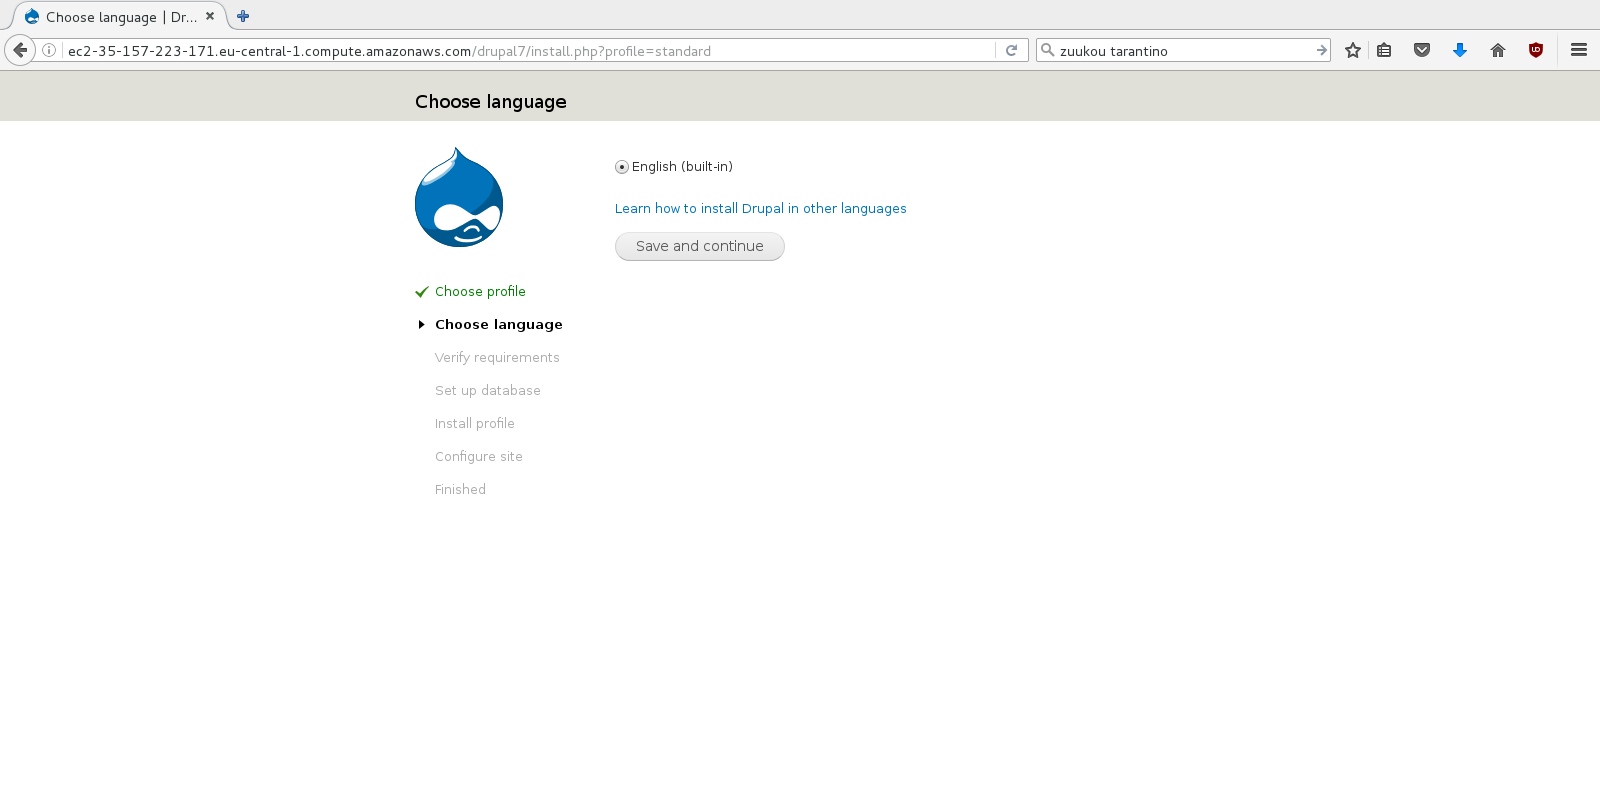 Choose language | Dr...
ec2-35-157-223-171.eu-central-1.compute.amazonaws.com/drupal7/install.php?profile=standard
zuukou tarantino
Choose language
English (built-in)
Learn how to install Drupal in other languages
Save and continue
Choose profile
Choose language
Verify requirements
Set up database
Install profile
Configure site
Finished